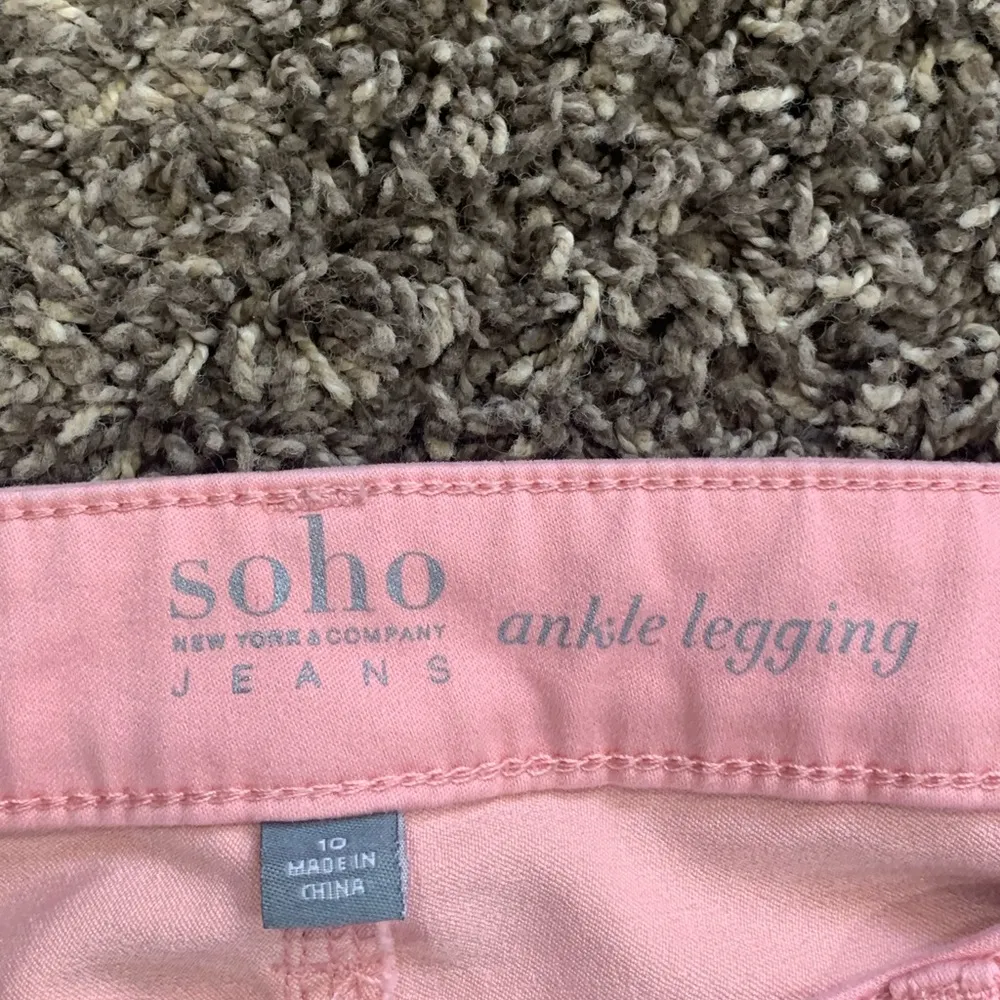 soho
NEW YORK & COMPANY
JEANS
ankle legging
10
MADE IN
CHINA